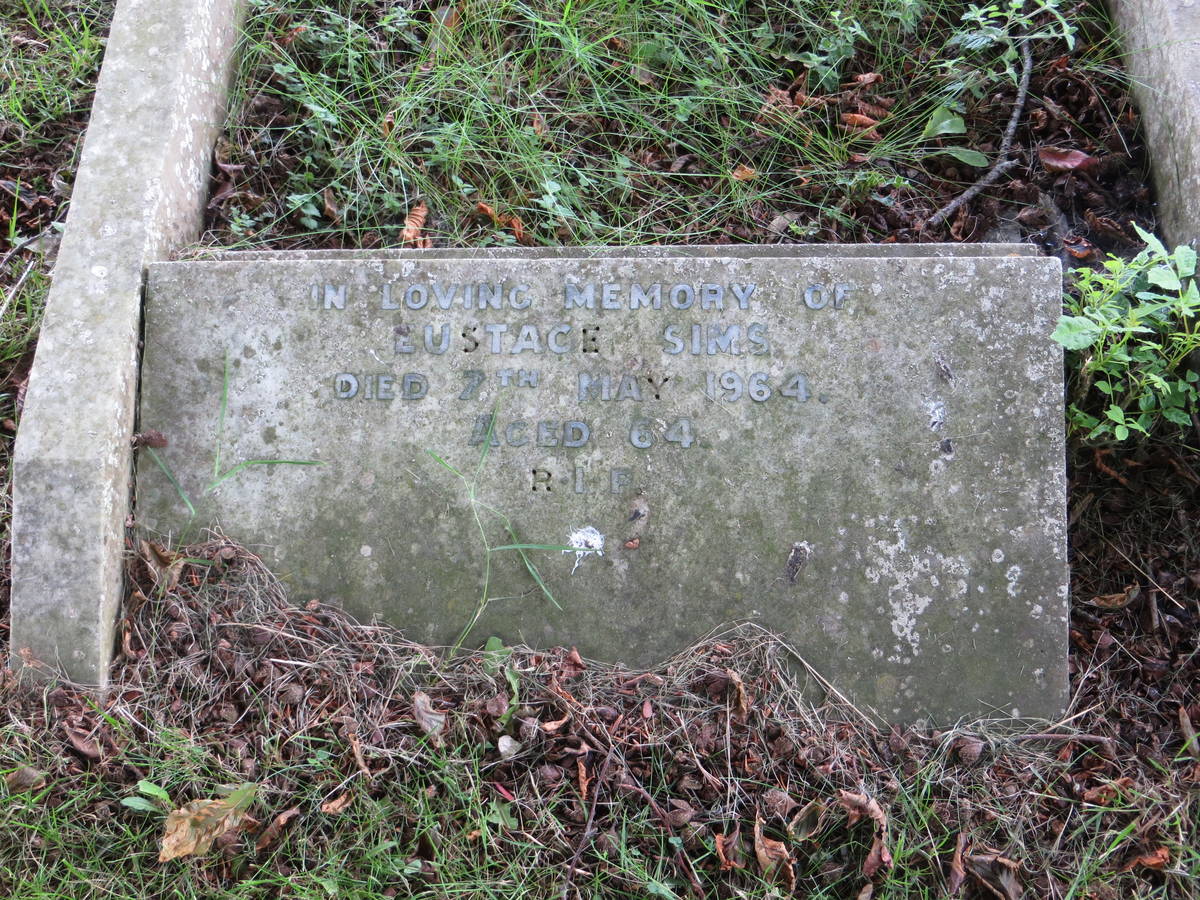 IN LOVING MEMORY OF
EUSTACE SIMS
DIED 7TH MAY 1964.
AGED 64.
R I P